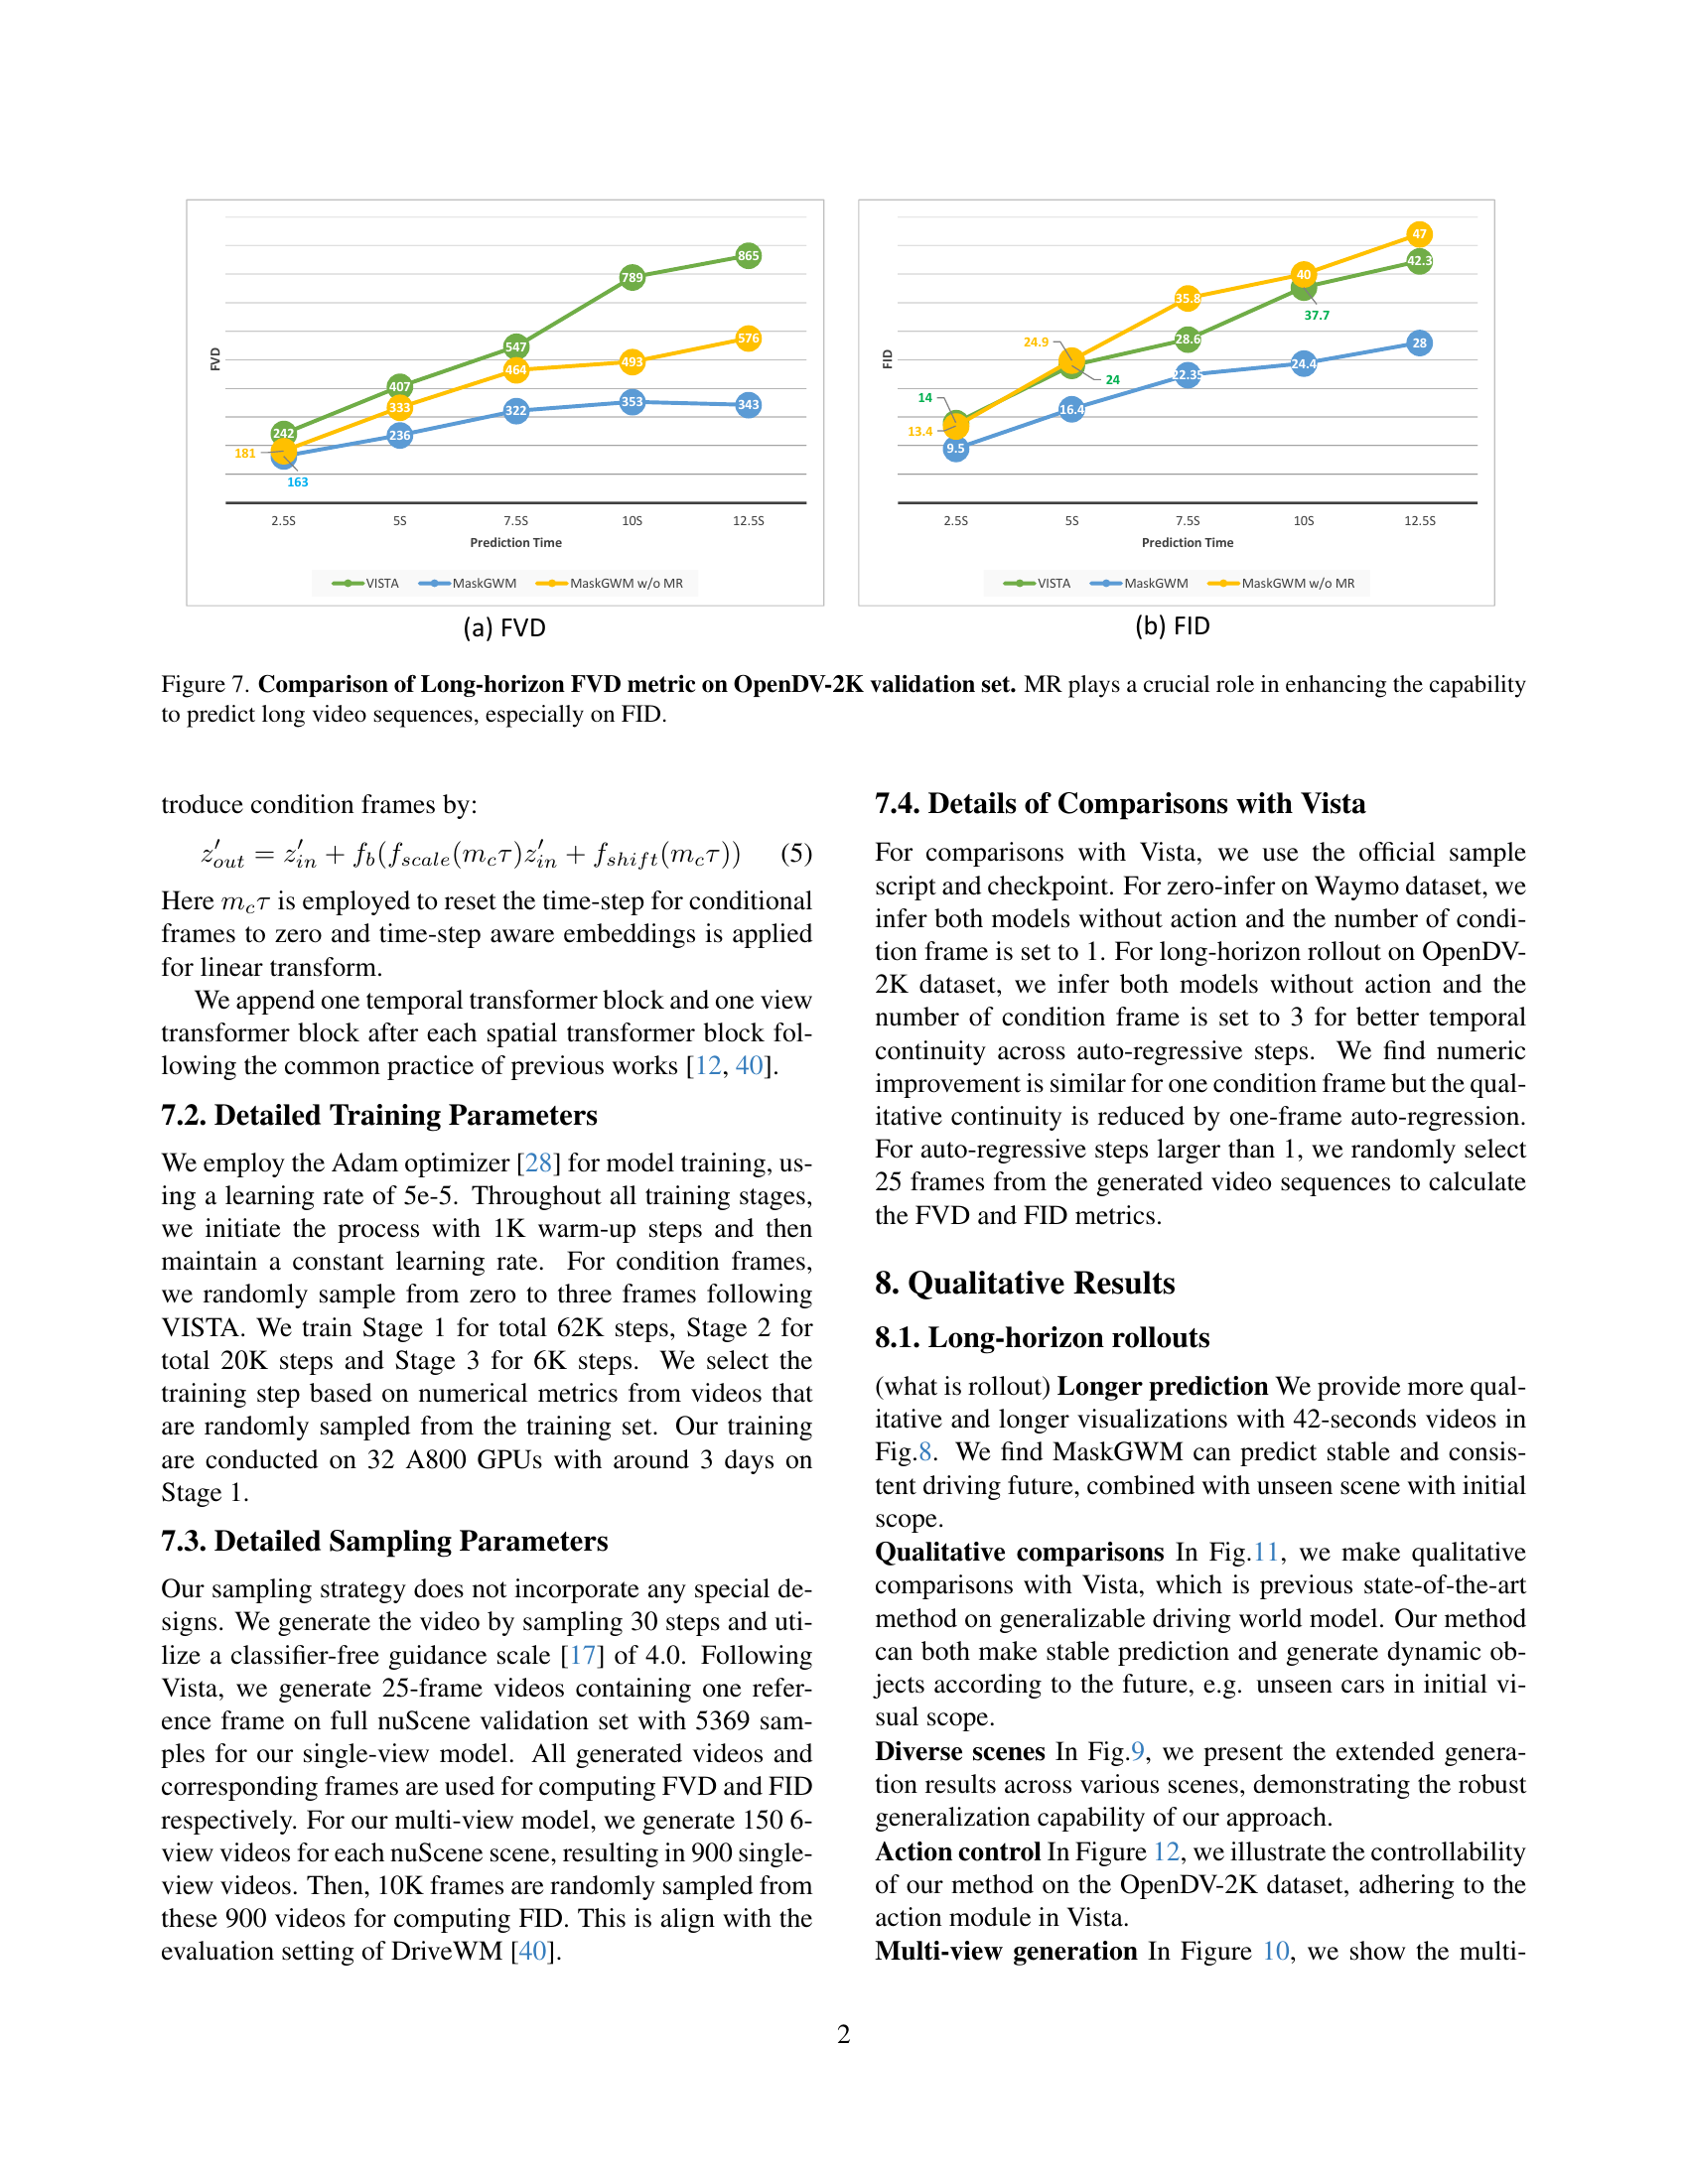 FVD
242
407
547
789
865
181
333
464
493
576
163
236
322
353
343
2.5S 5S 7.5S 10S 12.5S
Prediction Time
VISTA MaskGWM MaskGWM w/o MR
(a) FVD
FID
14
24
28.6
37.7
42.3
13.4
24.9
35.8
40
47
9.5
16.4
22.35
24.4
28
2.5S 5S 7.5S 10S 12.5S
Prediction Time
VISTA MaskGWM MaskGWM w/o MR
(b) FID
Figure 7. Comparison of Long-horizon FVD metric on OpenDV-2K validation set. MR plays a crucial role in enhancing the capability
to predict long video sequences, especially on FID.
troduce condition frames by:
z′out = z′in + fb(fscale(mcτ)z′in + fshift(mcτ)) (5)
Here mcτ is employed to reset the time-step for conditional
frames to zero and time-step aware embeddings is applied
for linear transform.
We append one temporal transformer block and one view
transformer block after each spatial transformer block fol-
lowing the common practice of previous works [12, 40].
7.2. Detailed Training Parameters
We employ the Adam optimizer [28] for model training, us-
ing a learning rate of 5e-5. Throughout all training stages,
we initiate the process with 1K warm-up steps and then
maintain a constant learning rate. For condition frames,
we randomly sample from zero to three frames following
VISTA. We train Stage 1 for total 62K steps, Stage 2 for
total 20K steps and Stage 3 for 6K steps. We select the
training step based on numerical metrics from videos that
are randomly sampled from the training set. Our training
are conducted on 32 A800 GPUs with around 3 days on
Stage 1.
7.3. Detailed Sampling Parameters
Our sampling strategy does not incorporate any special de-
signs. We generate the video by sampling 30 steps and uti-
lize a classifier-free guidance scale [17] of 4.0. Following
Vista, we generate 25-frame videos containing one refer-
ence frame on full nuScene validation set with 5369 sam-
ples for our single-view model. All generated videos and
corresponding frames are used for computing FVD and FID
respectively. For our multi-view model, we generate 150 6-
view videos for each nuScene scene, resulting in 900 single-
view videos. Then, 10K frames are randomly sampled from
these 900 videos for computing FID. This is align with the
evaluation setting of DriveWM [40].
7.4. Details of Comparisons with Vista
For comparisons with Vista, we use the official sample
script and checkpoint. For zero-infer on Waymo dataset, we
infer both models without action and the number of condi-
tion frame is set to 1. For long-horizon rollout on OpenDV-
2K dataset, we infer both models without action and the
number of condition frame is set to 3 for better temporal
continuity across auto-regressive steps. We find numeric
improvement is similar for one condition frame but the qual-
itative continuity is reduced by one-frame auto-regression.
For auto-regressive steps larger than 1, we randomly select
25 frames from the generated video sequences to calculate
the FVD and FID metrics.
8. Qualitative Results
8.1. Long-horizon rollouts
(what is rollout) Longer prediction We provide more qual-
itative and longer visualizations with 42-seconds videos in
Fig.8. We find MaskGWM can predict stable and consis-
tent driving future, combined with unseen scene with initial
scope.
Qualitative comparisons In Fig.11, we make qualitative
comparisons with Vista, which is previous state-of-the-art
method on generalizable driving world model. Our method
can both make stable prediction and generate dynamic ob-
jects according to the future, e.g. unseen cars in initial vi-
sual scope.
Diverse scenes In Fig.9, we present the extended genera-
tion results across various scenes, demonstrating the robust
generalization capability of our approach.
Action control In Figure 12, we illustrate the controllability
of our method on the OpenDV-2K dataset, adhering to the
action module in Vista.
Multi-view generation In Figure 10, we show the multi-
2